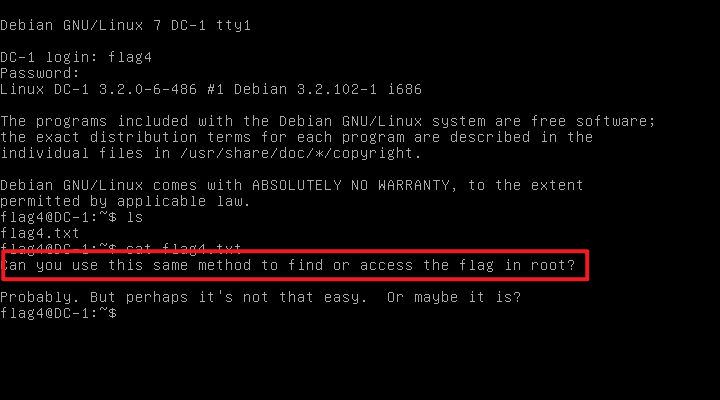 Debian GNU/Linux 7 DC-1 tty1
DC-1 login: flag4
Password:
Linux DC-1 3.2.0-6-486 #1 Debian 3.2.102-1 i686
The programs included with the Debian GNU/Linux system are free software;
the exact distribution terms for each program are described in the
individual files in /usr/share/doc/*/copyright.
Debian GNU/Linux comes with ABSOLUTELY NO WARRANTY, to the extent
permitted by applicable law.
flag4@DC-1:~$ ls
flag4.txt
flag4@DC-1:~$ cat flag4.txt
Can you use this same method to find or access the flag in root?
Probably. But perhaps it's not that easy.  Or maybe it is?
flag4@DC-1:~$